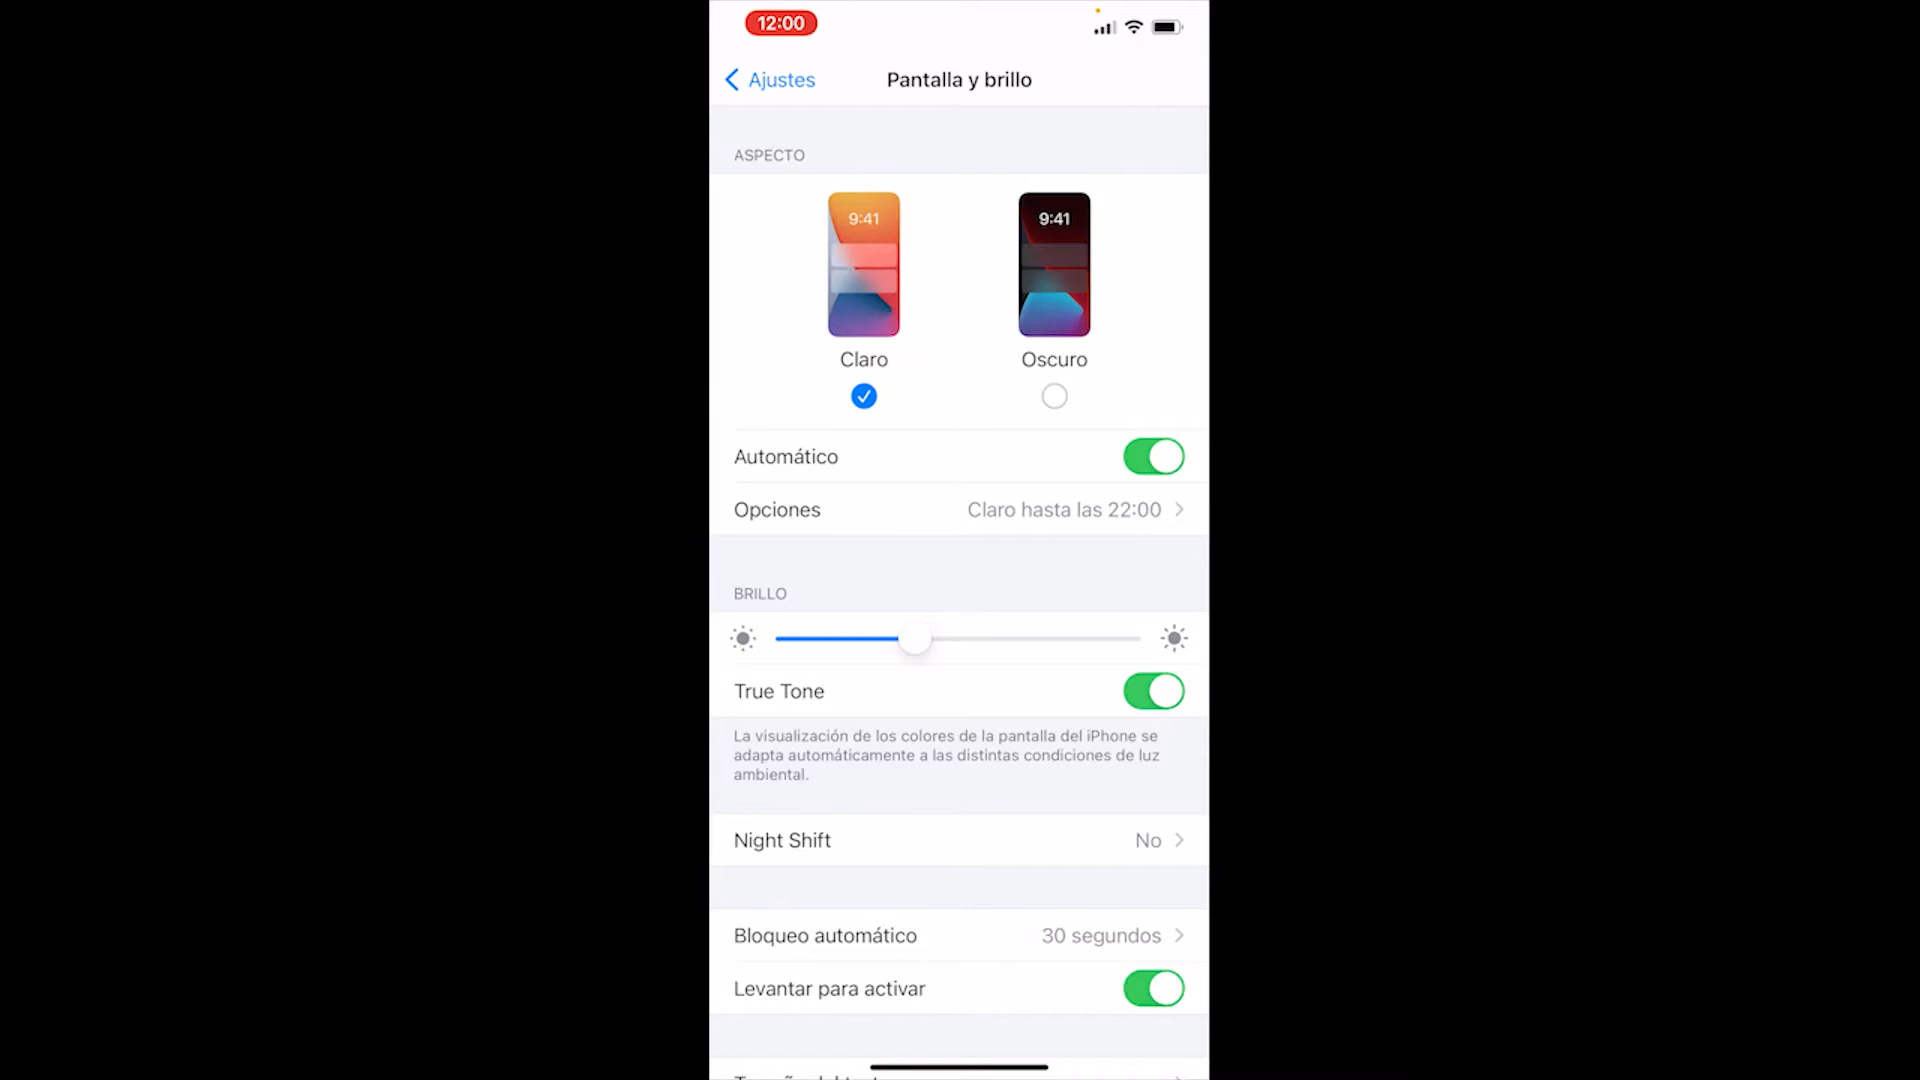 12:00
Ajustes
Pantalla y brillo
ASPECTO
9:41
9:41
Claro
Oscuro
Automático
Opciones
Claro hasta las 22:00
BRILLO
True Tone
La visualización de los colores de la pantalla del iPhone se
adapta automáticamente a las distintas condiciones de luz
ambiental.
Night Shift
No
Bloqueo automático
30 segundos
Levantar para activar